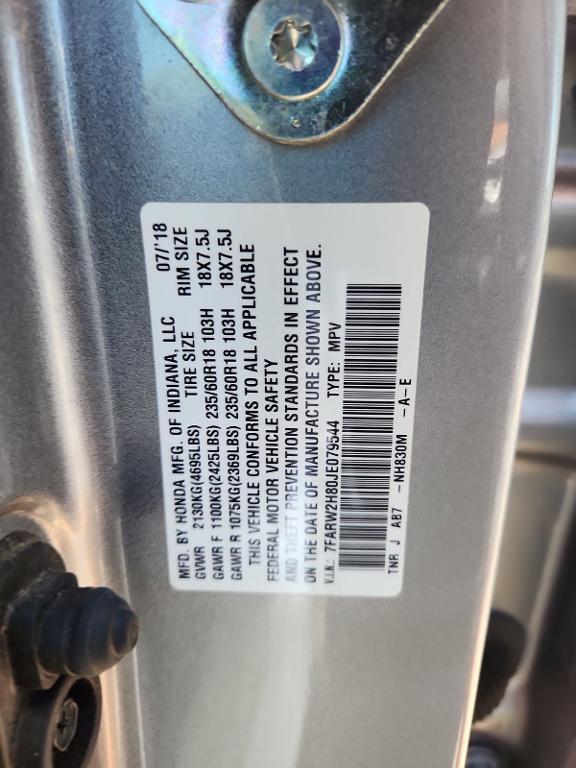 MFD. BY HONDA MFG. OF INDIANA, LLC 07/'18
GVWR 2130KG(4695LBS) TIRE SIZE RIM SIZE
GAWR F 1100KG(2425LBS) 235/60R18 103H 18X7.5J
GAWR R 1075KG(2369LBS) 235/60R18 103H 18X7.5J
THIS VEHICLE CONFORMS TO ALL APPLICABLE
FEDERAL MOTOR VEHICLE SAFETY
AND THEFT PREVENTION STANDARDS IN EFFECT
ON THE DATE OF MANUFACTURE SHOWN ABOVE.
V.I.N.: 7FARW2H80JE079544 TYPE: MPV
TNR J AB7 -NH830M -A-E